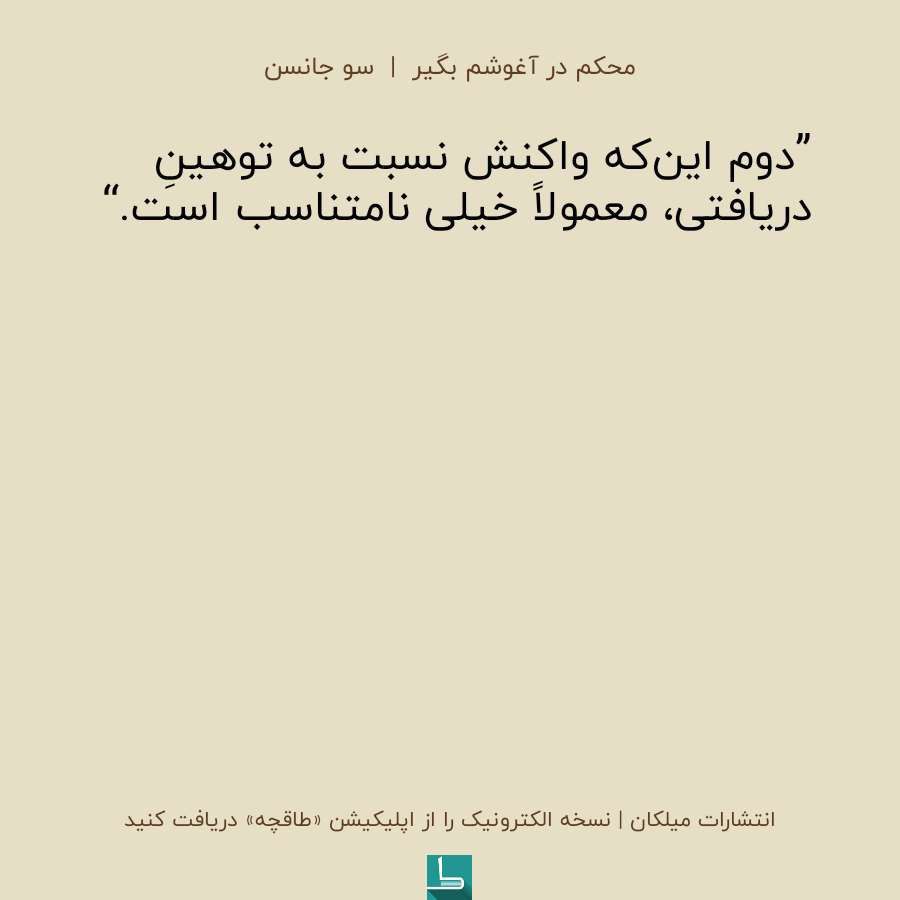 محکم در آغوشم بگیر | سو جانسن
”دوم این‌که واکنش نسبت به توهینِ
دریافتی، معمولاً خیلی نامتناسب است.“
انتشارات میلکان | نسخه الکترونیک را از اپلیکیشن «طاقچه» دریافت کنید